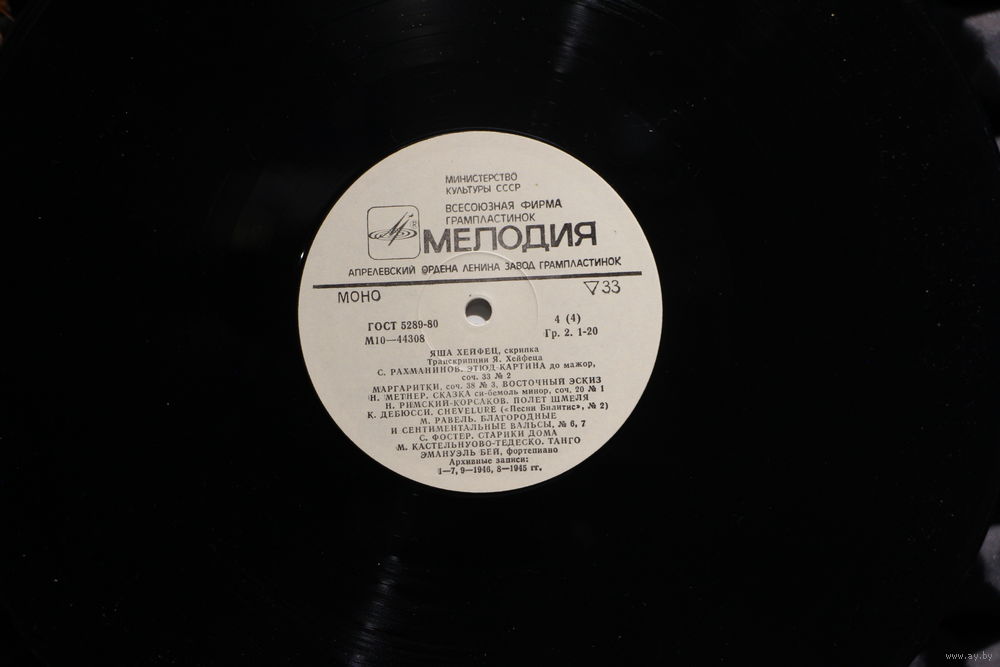 МИНИСТЕРСТВО
КУЛЬТУРЫ СССР
ВСЕСОЮЗНАЯ ФИРМА
ГРАМПЛАСТИНОК
МЕЛОДИЯ
АПРЕЛЕВСКИЙ ОРДЕНА ЛЕНИНА ЗАВОД ГРАМПЛАСТИНОК
МОНО ▽33
ГОСТ 5289-80 4 (4)
М10—44308 Гр. 2. 1-20
ЯША ХЕЙФЕЦ, скрипка
Транскрипции Я. Хейфеца
С. РАХМАНИНОВ. ЭТЮД-КАРТИНА до мажор,
соч. 33 № 2
МАРГАРИТКИ, соч. 38 № 3, ВОСТОЧНЫЙ ЭСКИЗ
Н. МЕТНЕР. СКАЗКА си-бемоль минор, соч. 20 № 1
Н. РИМСКИЙ-КОРСАКОВ. ПОЛЕТ ШМЕЛЯ
К. ДЕБЮССИ. CHEVELURE («Песни Билитис», № 2)
М. РАВЕЛЬ. БЛАГОРОДНЫЕ
И СЕНТИМЕНТАЛЬНЫЕ ВАЛЬСЫ, № 6, 7
С. ФОСТЕР. СТАРИКИ ДОМА
М. КАСТЕЛЬНУОВО-ТЕДЕСКО. ТАНГО
ЭМАНУЭЛЬ БЕЙ, фортепиано
Архивные записи:
1—7, 9—1946, 8—1945 гг.
www.ay.by